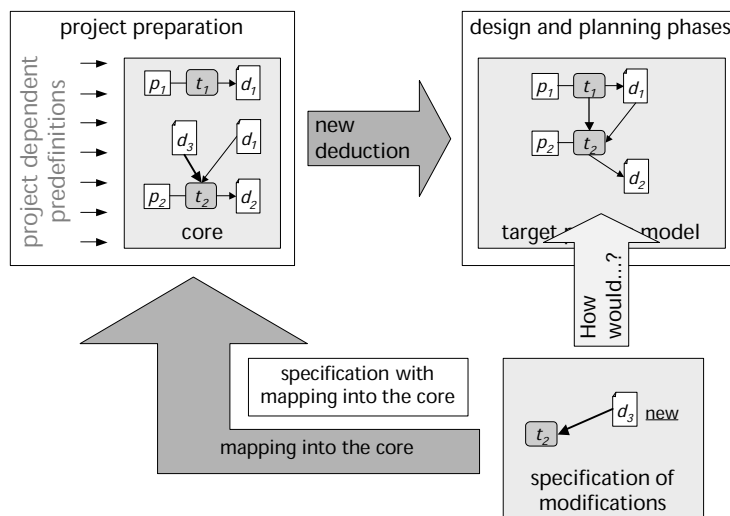 project preparation
project dependent
predefinitions
p1
t1
d1
d3
d1
p2
t2
d2
core
new
deduction
design and planning phases
p1
t1
d1
p2
t2
d2
target p model
How
would...?
specification with
mapping into the core
mapping into the core
d3
new
t2
specification of
modifications